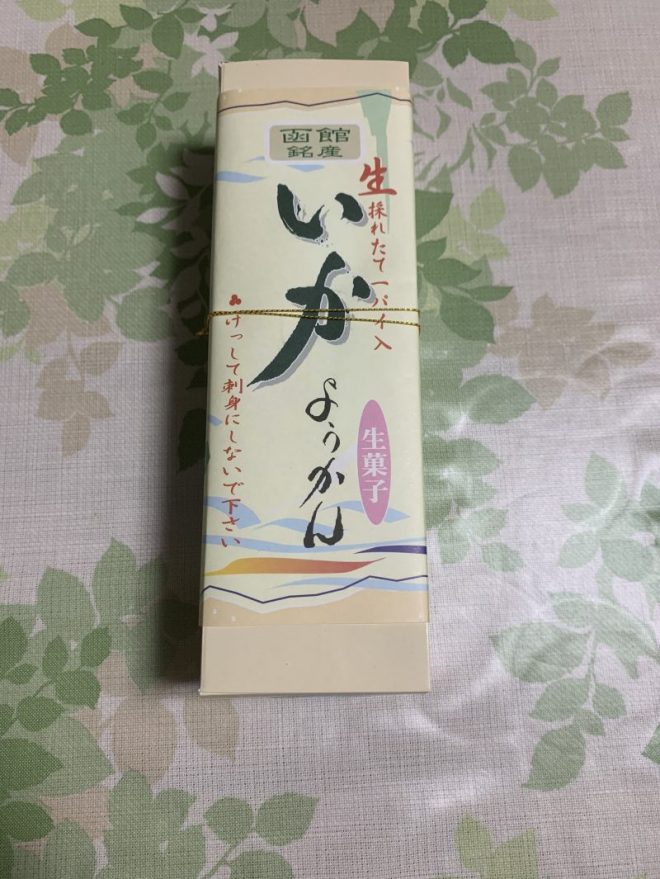 函館
銘産
生採れたて一パイ入
いか
ようかん
生菓子
けっして刺身にしないで下さい